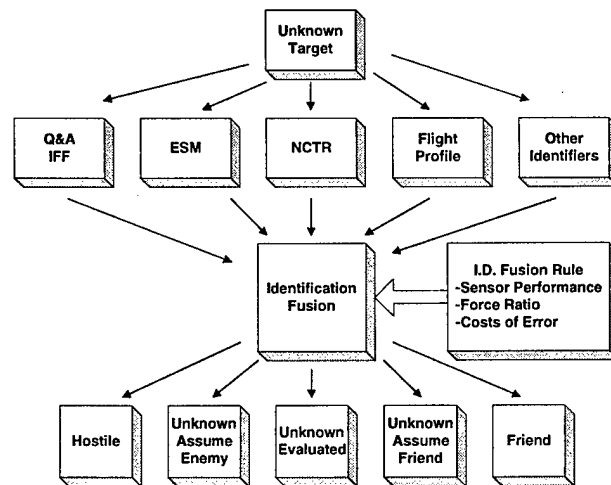 Unknown
Target
Q&A
IFF
ESM
NCTR
Flight
Profile
Other
Identifiers
Identification
Fusion
I.D. Fusion Rule
-Sensor Performance
-Force Ratio
-Costs of Error
Hostile
Unknown
Assume
Enemy
Unknown
Evaluated
Unknown
Assume
Friend
Friend